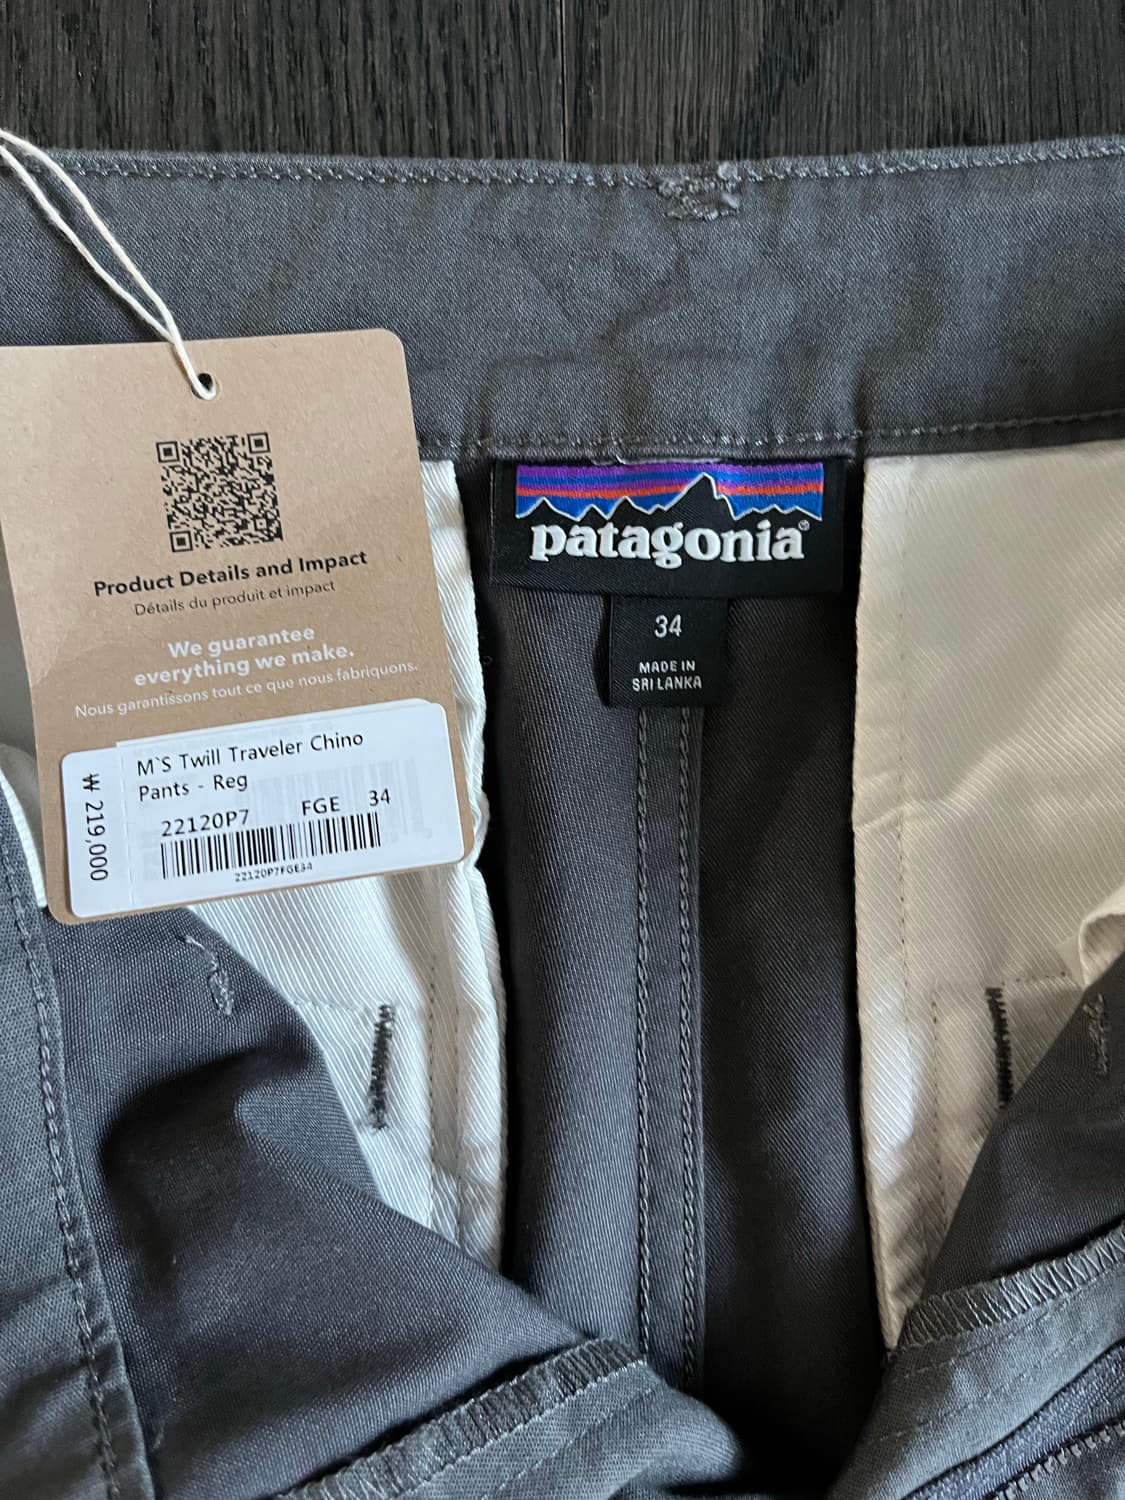 Product Details and Impact
Détails du produit et impact
We guarantee
everything we make.
Nous garantissons tout ce que nous fabriquons.
₩ 219,000
M`S Twill Traveler Chino
Pants - Reg
22120P7 FGE 34
22120P7FGE34
patagonia®
34
MADE IN
SRI LANKA